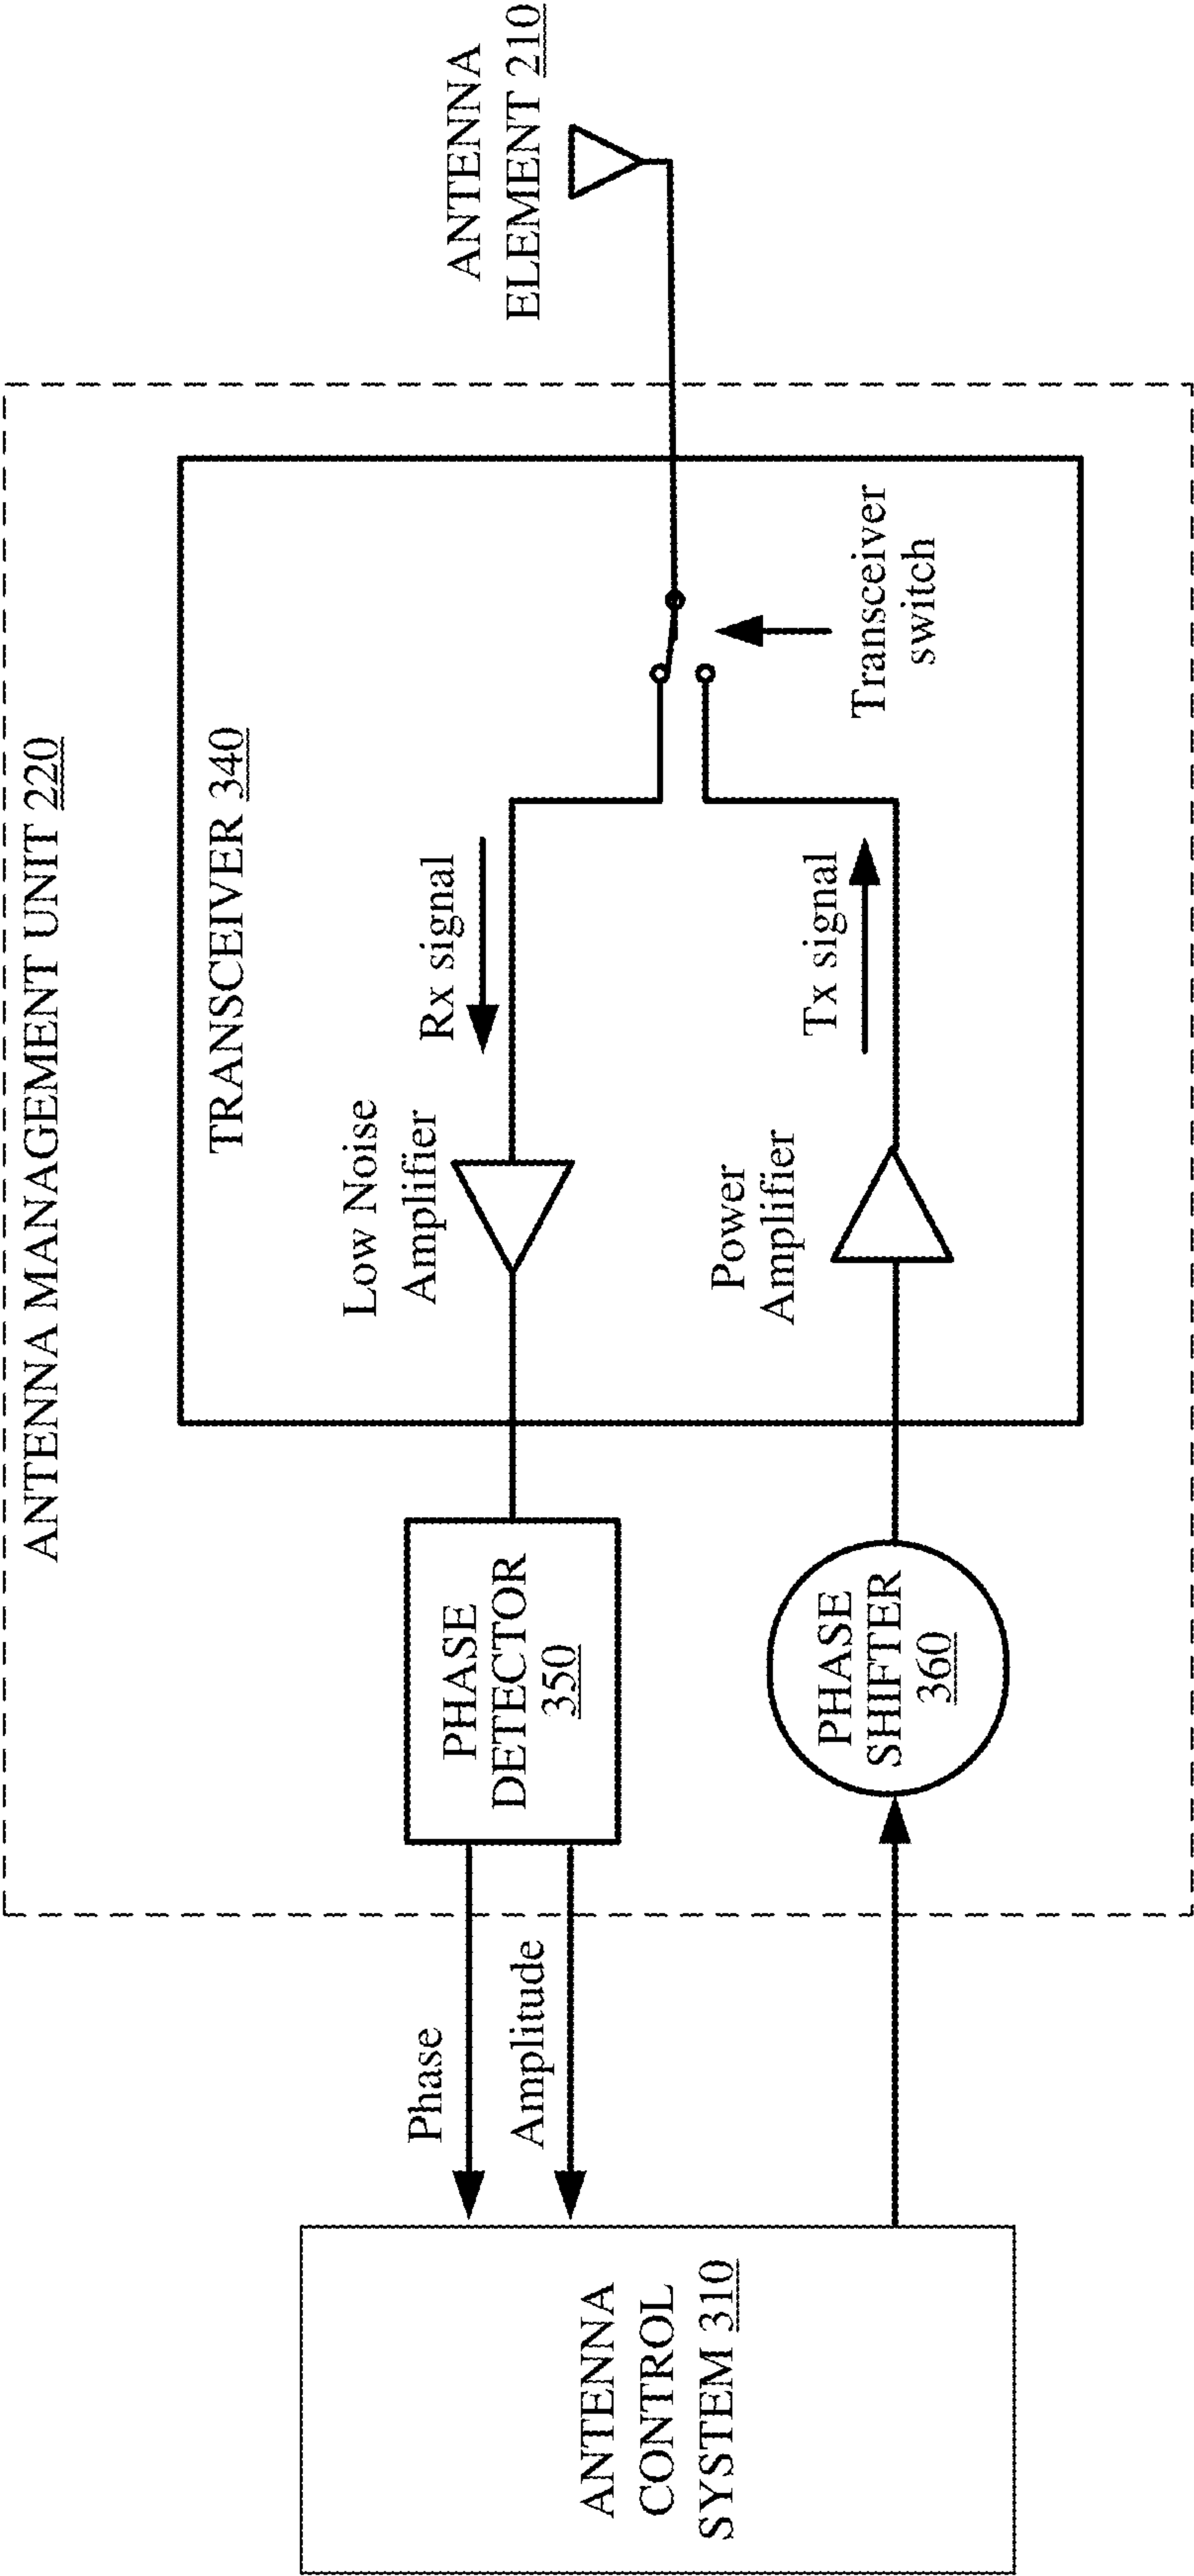 ANTENNA MANAGEMENT UNIT 220
TRANSCEIVER 340
ANTENNA
CONTROL
SYSTEM 310
Phase
Amplitude
PHASE
DETECTOR
350
PHASE
SHIFTER
360
Low Noise
Amplifier
Rx signal
Power
Amplifier
Tx signal
Transceiver
switch
ANTENNA
ELEMENT 210